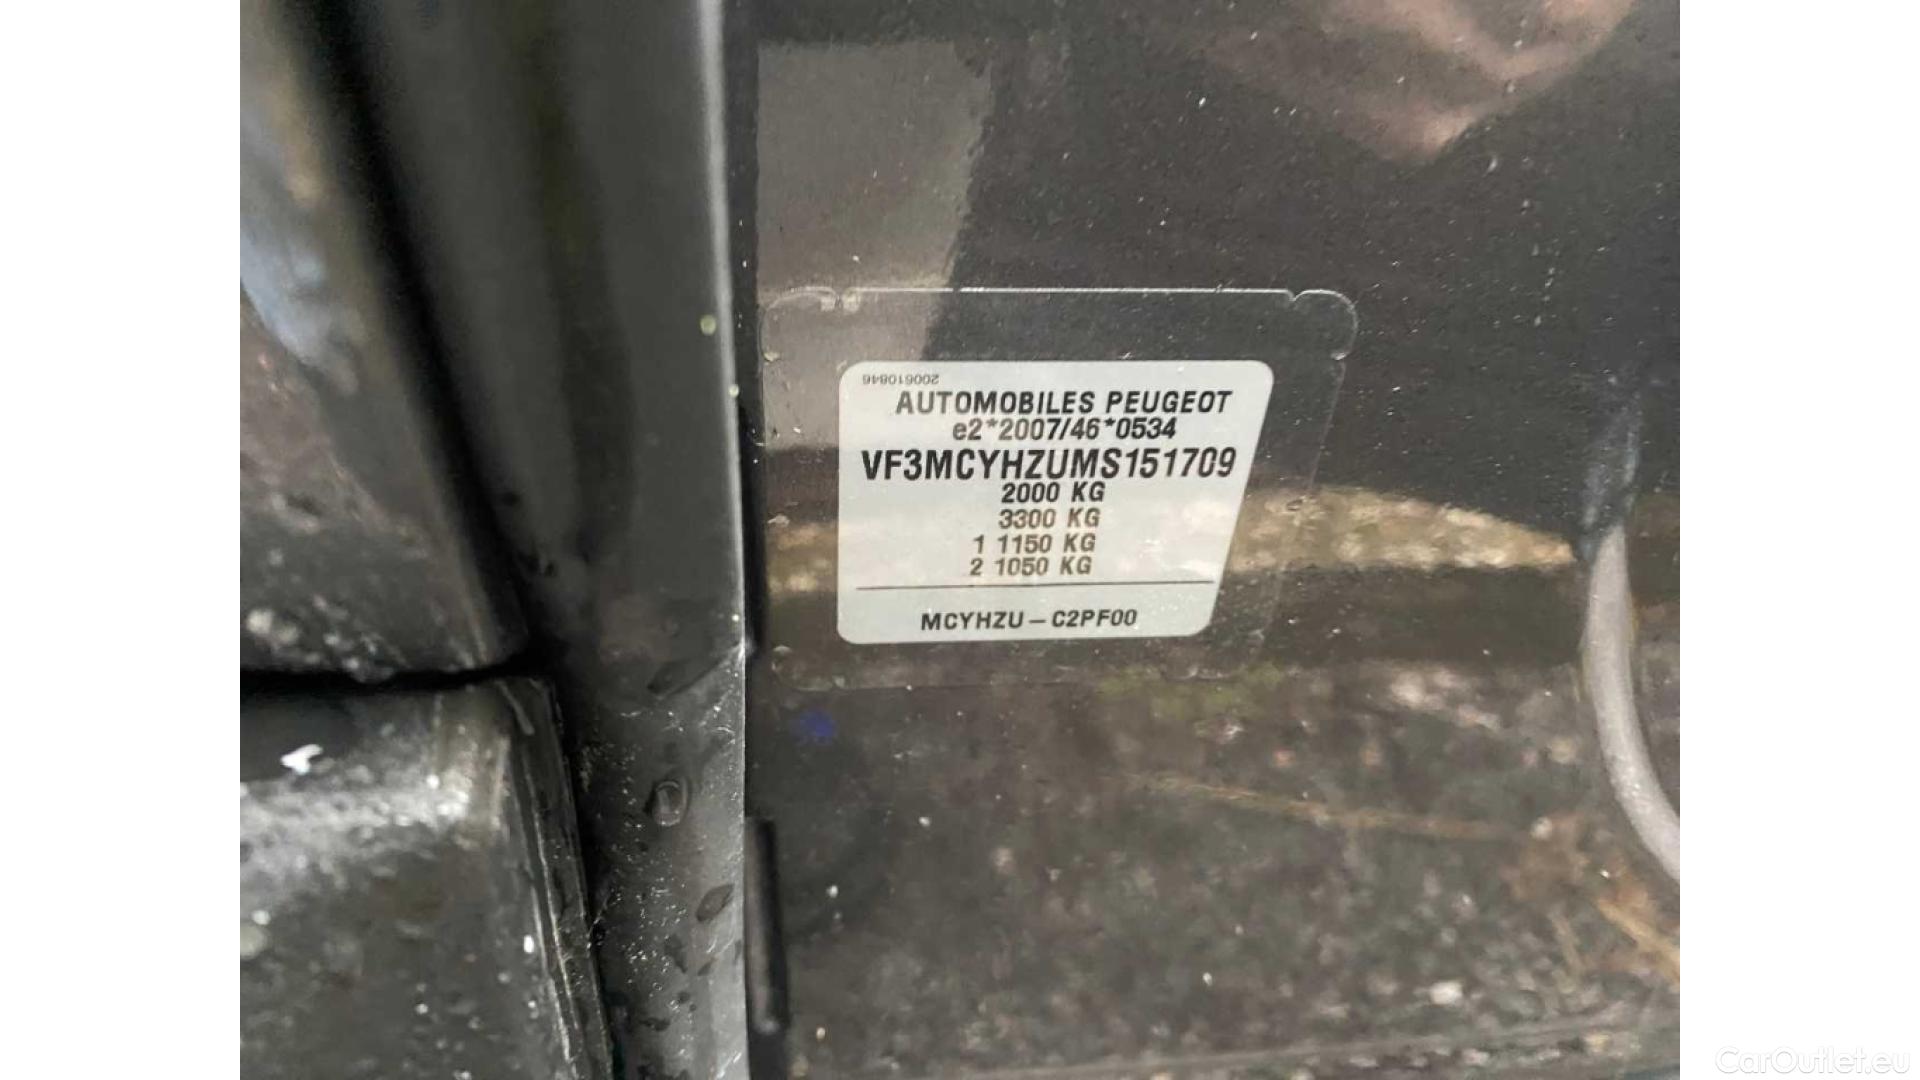 200610846
AUTOMOBILES PEUGEOT
e2*2007/46*0534
VF3MCYHZUMS151709
2000 KG
3300 KG
1 1150 KG
2 1050 KG
MCYHZU – C2PF00
CarOutlet.eu